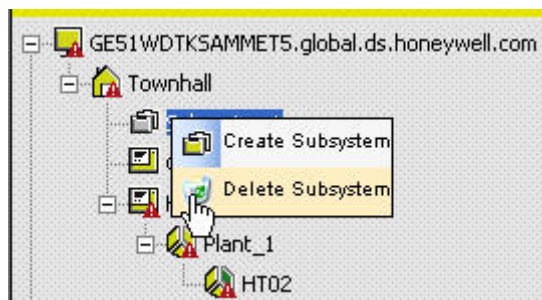 GE51WDTKSAMMET5.global.ds.honeywell.com
Townhall
Create Subsystem
Delete Subsystem
Plant_1
HT02